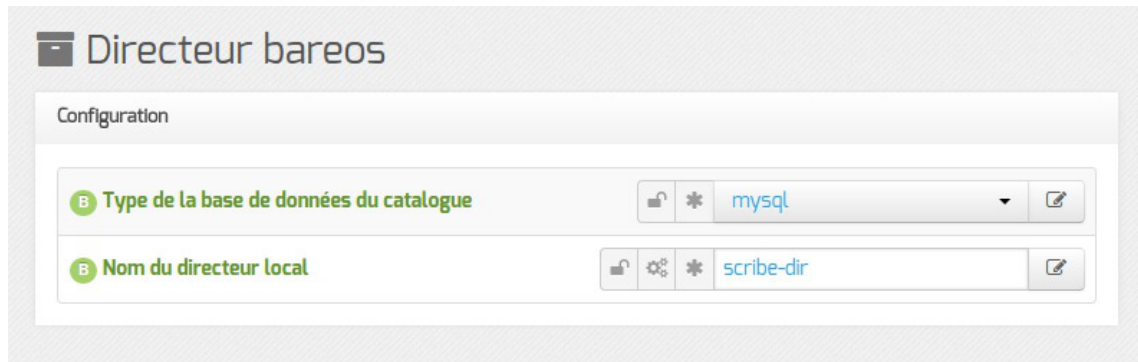 Directeur bareos
Configuration
B Type de la base de données du catalogue mysql
B Nom du directeur local scribe-dir